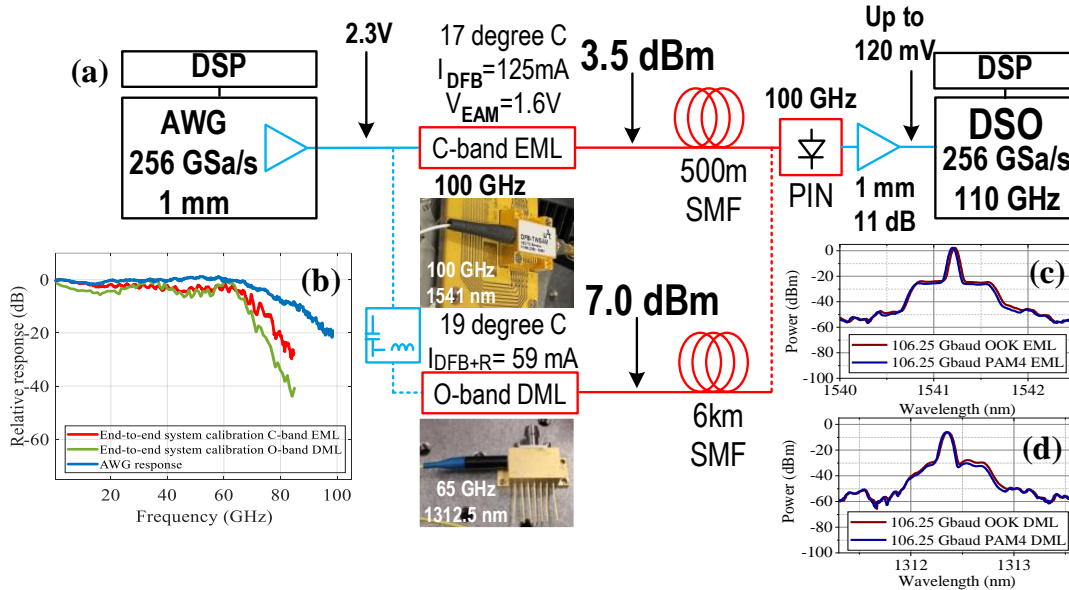 (a)
DSP
AWG
256 GSa/s
1 mm
2.3V
17 degree C
I_DFB=125mA
V_EAM=1.6V
C-band EML
100 GHz
100 GHz
1541 nm
3.5 dBm
500m
SMF
100 GHz
PIN
1 mm
11 dB
Up to
120 mV
DSP
DSO
256 GSa/s
110 GHz
19 degree C
I_DFB+R= 59 mA
O-band DML
65 GHz
1312.5 nm
7.0 dBm
6km
SMF
(b)
Relative response (dB)
0
-20
-40
-60
End-to-end system calibration C-band EML
End-to-end system calibration O-band DML
AWG response
20 40 60 80 100
Frequency (GHz)
(c)
Power (dBm)
0
-20
-40
-60
-80
-100
106.25 Gbaud OOK EML
106.25 Gbaud PAM4 EML
1540 1541 1542
Wavelength (nm)
(d)
Power (dBm)
0
-20
-40
-60
-80
-100
106.25 Gbaud OOK DML
106.25 Gbaud PAM4 DML
1312 1313
Wavelength (nm)